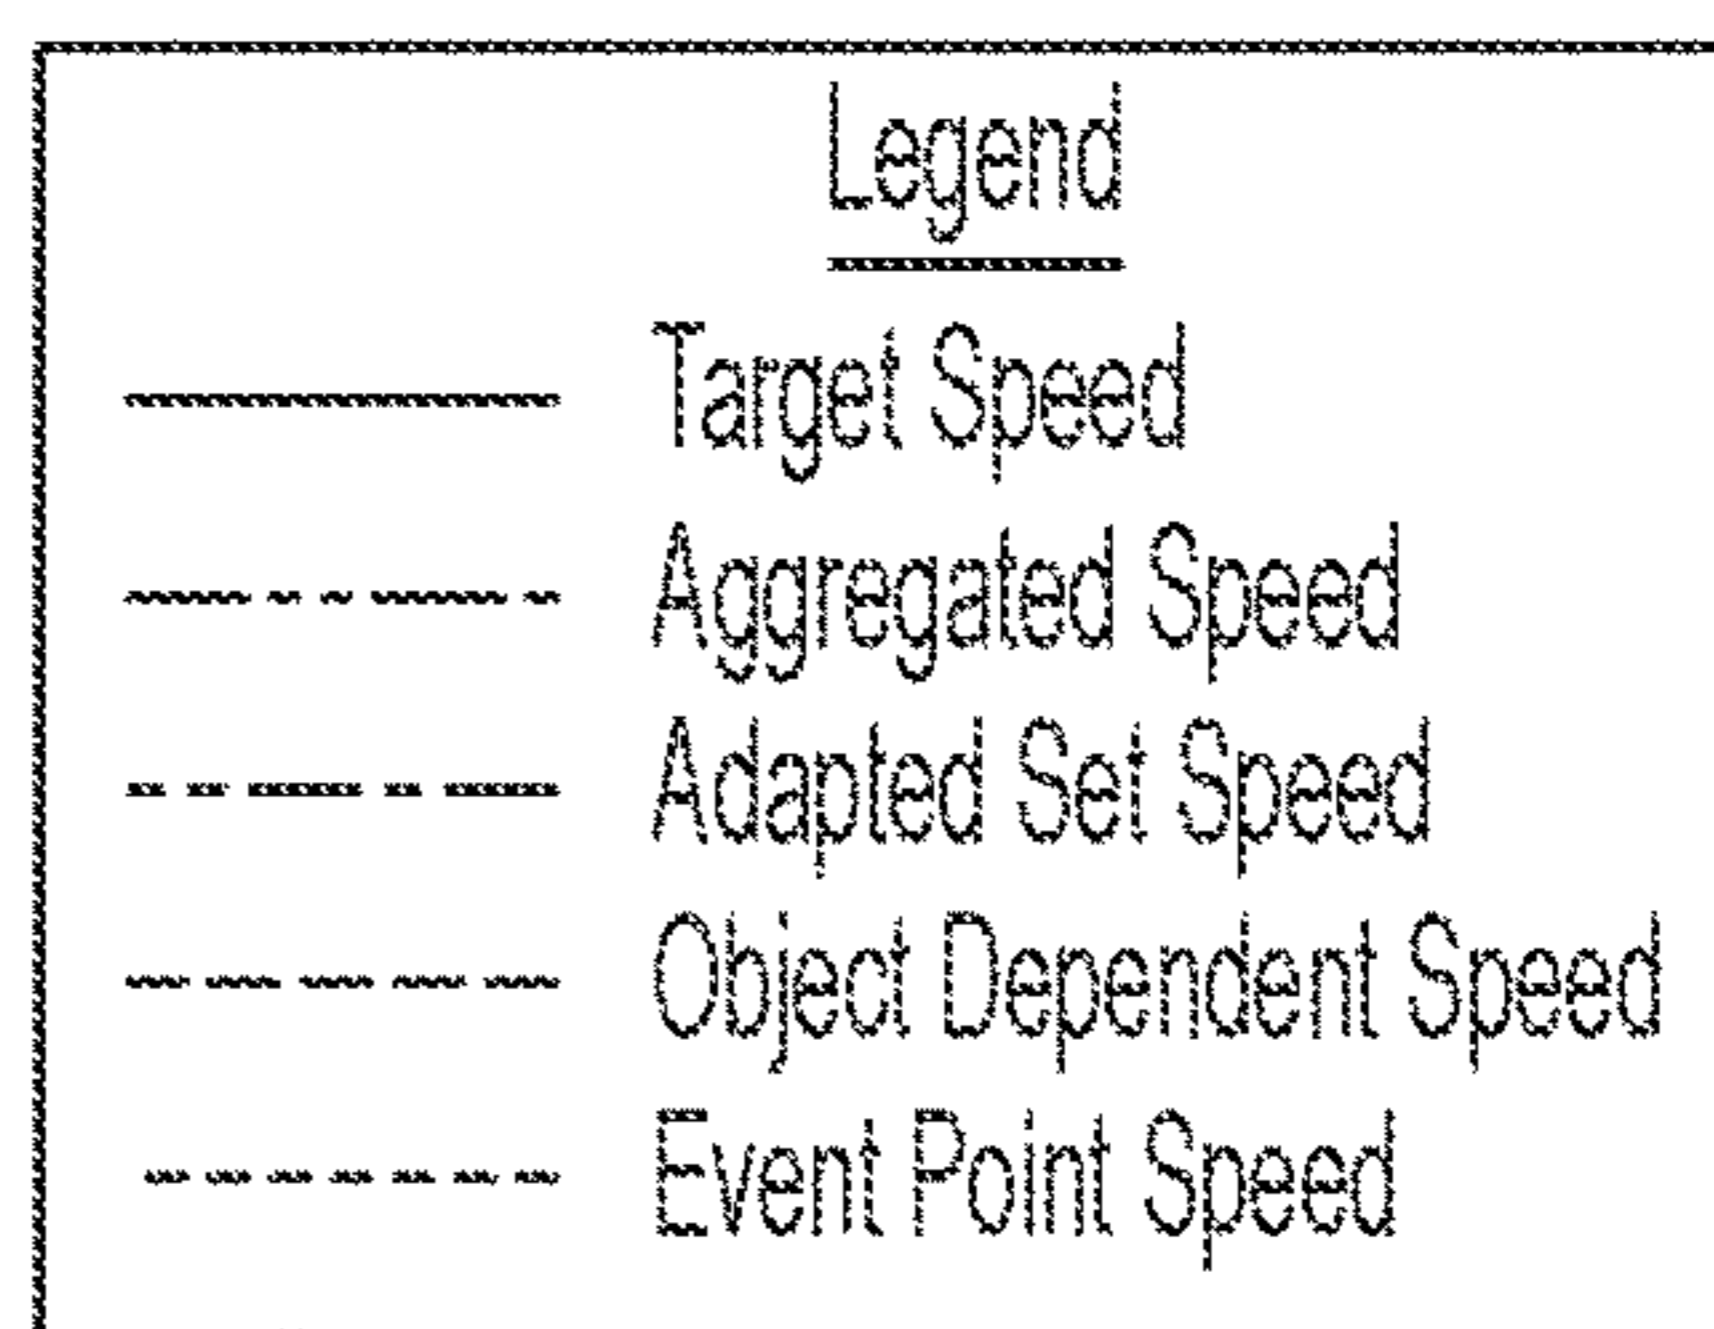 Legend
Target Speed
Aggregated Speed
Adapted Set Speed
Object Dependent Speed
Event Point Speed